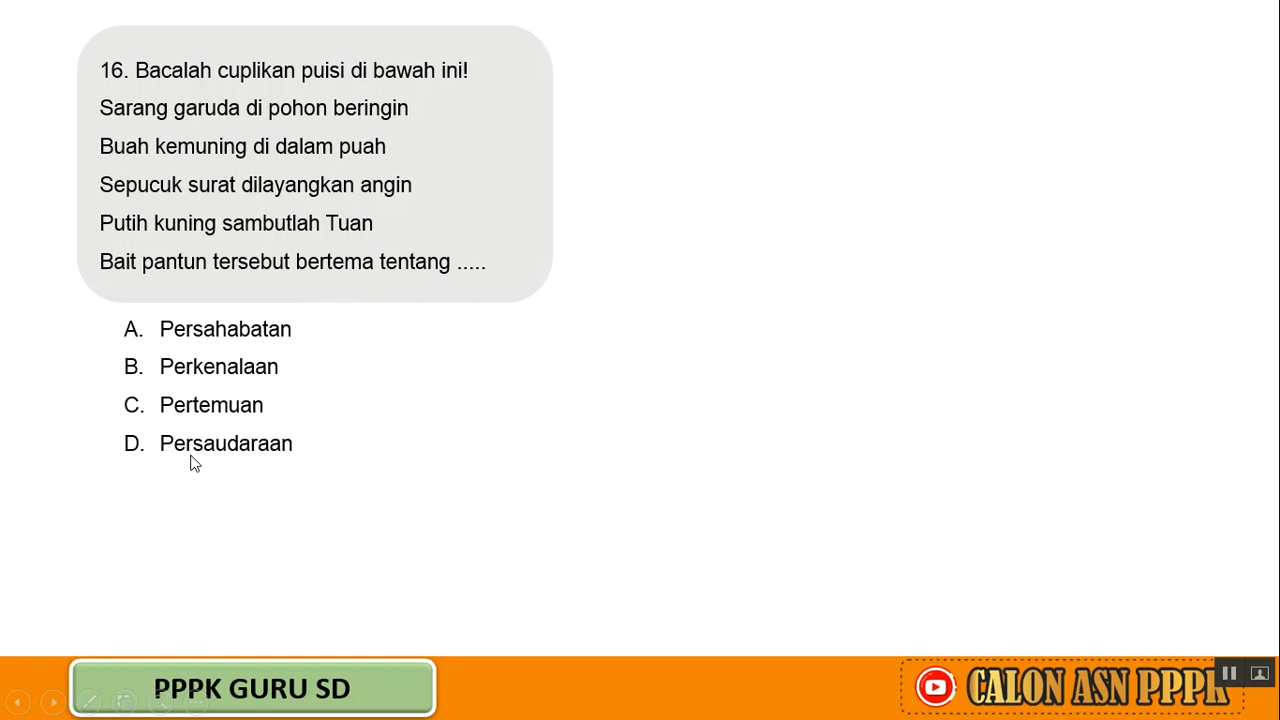 16. Bacalah cuplikan puisi di bawah ini!
Sarang garuda di pohon beringin
Buah kemuning di dalam puah
Sepucuk surat dilayangkan angin
Putih kuning sambutlah Tuan
Bait pantun tersebut bertema tentang .....
A. Persahabatan
B. Perkenalaan
C. Pertemuan
D. Persaudaraan
PPPK GURU SD
CALON ASN PPPK